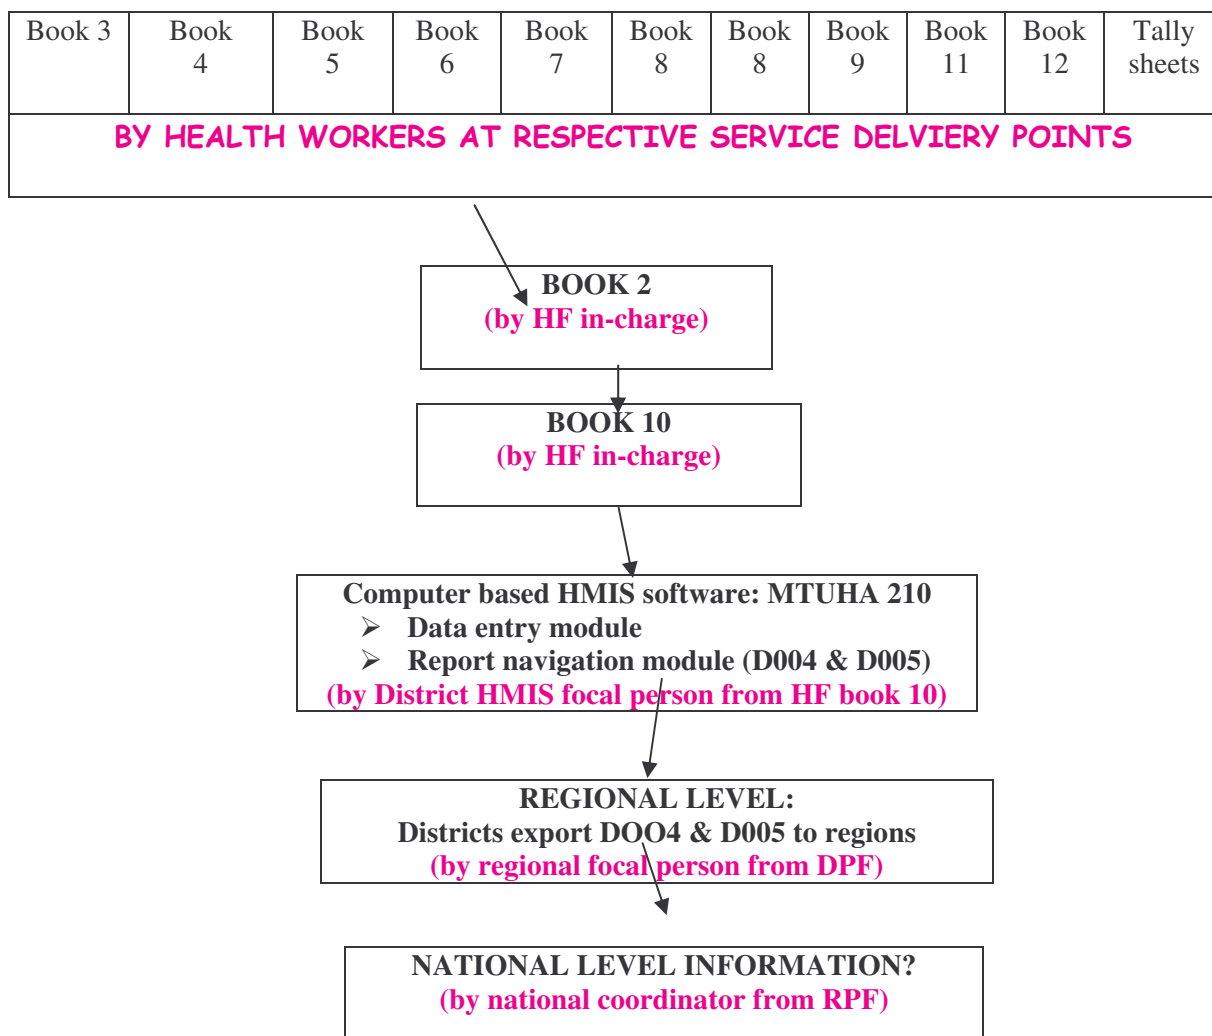 Book 3 Book Book Book Book Book Book Book Book Book Tally
4 5 6 7 8 8 9 11 12 sheets
BY HEALTH WORKERS AT RESPECTIVE SERVICE DELVIERY POINTS
BOOK 2
(by HF in-charge)
BOOK 10
(by HF in-charge)
Computer based HMIS software: MTUHA 210
➢ Data entry module
➢ Report navigation module (D004 & D005)
(by District HMIS focal person from HF book 10)
REGIONAL LEVEL:
Districts export DOO4 & D005 to regions
(by regional focal person from DPF)
NATIONAL LEVEL INFORMATION?
(by national coordinator from RPF)